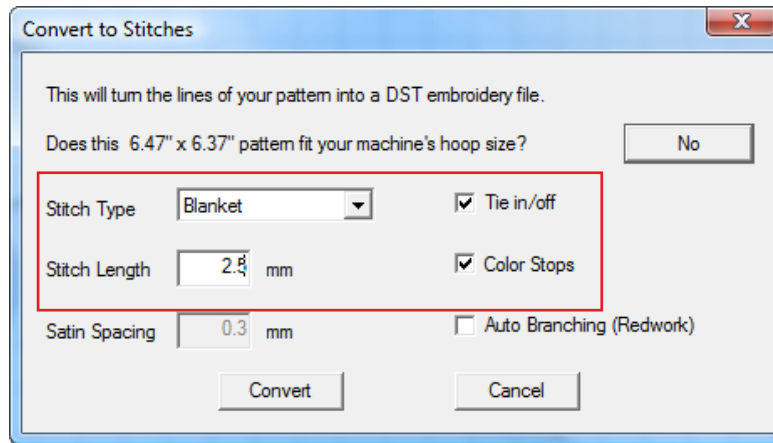 Convert to Stitches
This will turn the lines of your pattern into a DST embroidery file.
Does this 6.47" x 6.37" pattern fit your machine's hoop size? No
Stitch Type Blanket Tie in/off
Stitch Length 2.5 mm Color Stops
Satin Spacing 0.3 mm Auto Branching (Redwork)
Convert Cancel